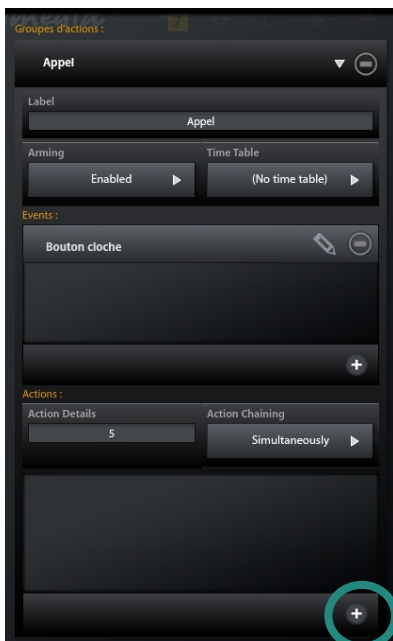 Groupes d'actions :
Appel
Label
Appel
Arming Time Table
Enabled (No time table)
Events :
Bouton cloche
Actions :
Action Details Action Chaining
5 Simultaneously